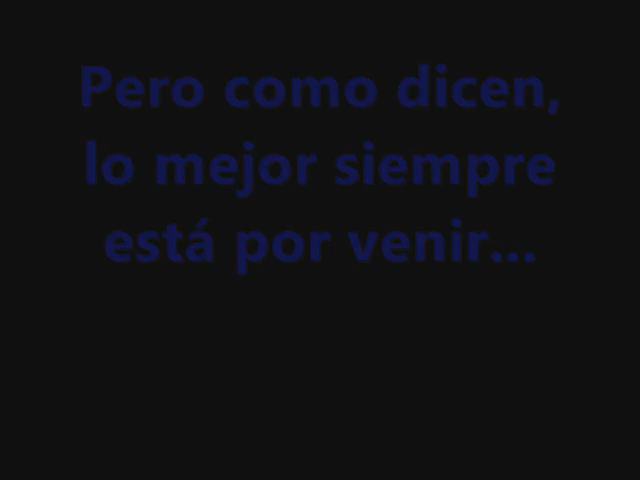 Pero como dicen,
lo mejor siempre
está por venir...